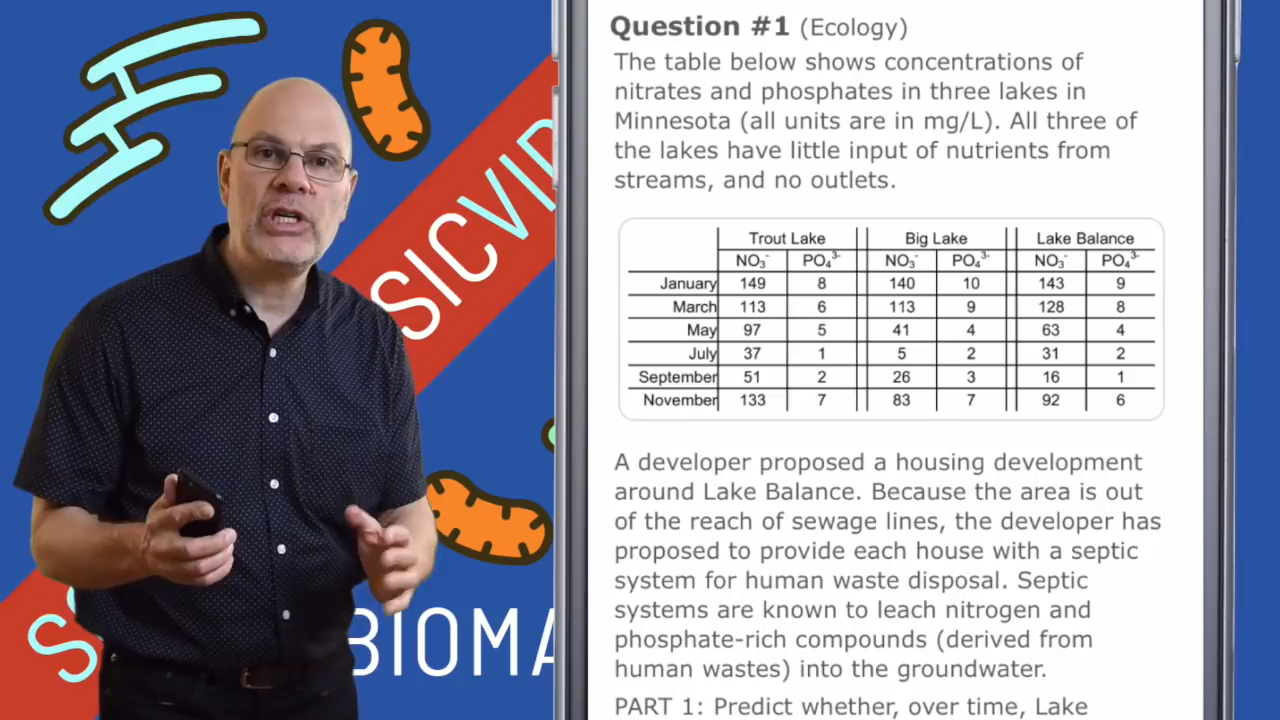 Question #1 (Ecology)
The table below shows concentrations of
nitrates and phosphates in three lakes in
Minnesota (all units are in mg/L). All three of
the lakes have little input of nutrients from
streams, and no outlets.
Trout Lake Big Lake Lake Balance
NO₃⁻ PO₄³⁻ NO₃⁻ PO₄³⁻ NO₃⁻ PO₄³⁻
January 149 8 140 10 143 9
March 113 6 113 9 128 8
May 97 5 41 4 63 4
July 37 1 5 2 31 2
September 51 2 26 3 16 1
November 133 7 83 7 92 6
A developer proposed a housing development
around Lake Balance. Because the area is out
of the reach of sewage lines, the developer has
proposed to provide each house with a septic
system for human waste disposal. Septic
systems are known to leach nitrogen and
phosphate-rich compounds (derived from
human wastes) into the groundwater.
PART 1: Predict whether, over time, Lake
SICVID
BIOMA